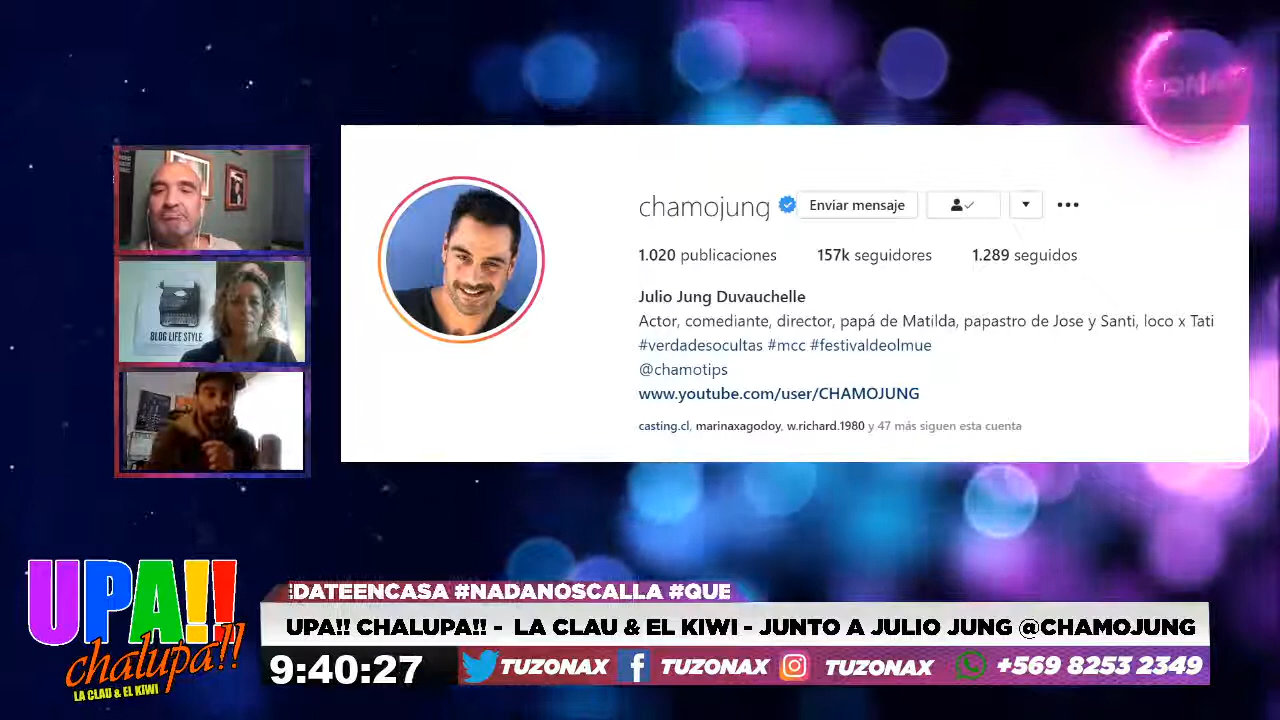 ONAX
BLOG LIFE STYLE
chamojung
Enviar mensaje
1.020 publicaciones
157k seguidores
1.289 seguidos
Julio Jung Duvauchelle
Actor, comediante, director, papá de Matilda, papastro de Jose y Santi, loco x Tati
#verdadesocultas #mcc #festivaldeolmue
@chamotips
www.youtube.com/user/CHAMOJUNG
casting.cl, marinaxagodoy, w.richard.1980 y 47 más siguen esta cuenta
UPA!!
chalupa!!
LA CLAU & EL KIWI
EDATEENCASA #NADANOSCALLA #QUE
UPA!! CHALUPA!! - LA CLAU & EL KIWI - JUNTO A JULIO JUNG @CHAMOJUNG
9:40:27
TUZONAX
TUZONAX
TUZONAX
+569 8253 2349